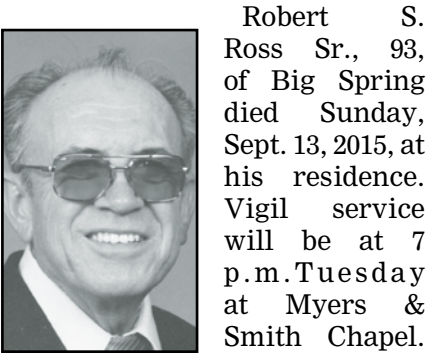 Robert S.
Ross Sr., 93,
of Big Spring
died Sunday,
Sept. 13, 2015, at
his residence.
Vigil service
will be at 7
p.m.Tuesday
at Myers &
Smith Chapel.